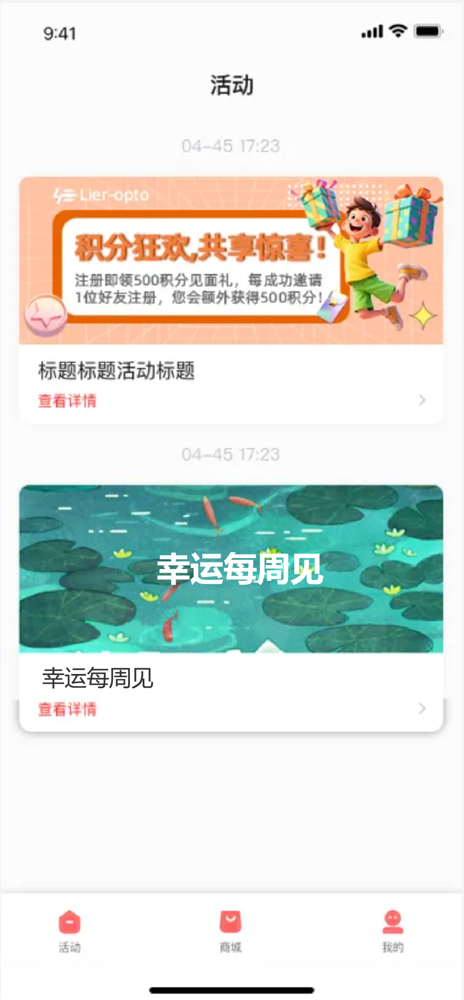 9:41
活动
04-45 17:23
Lier-opto
积分狂欢,共享惊喜!
注册即领500积分见面礼，每成功邀请
1位好友注册，您会额外获得500积分!
标题标题活动标题
查看详情
04-45 17:23
幸运每周见
幸运每周见
查看详情
活动
商城
我的